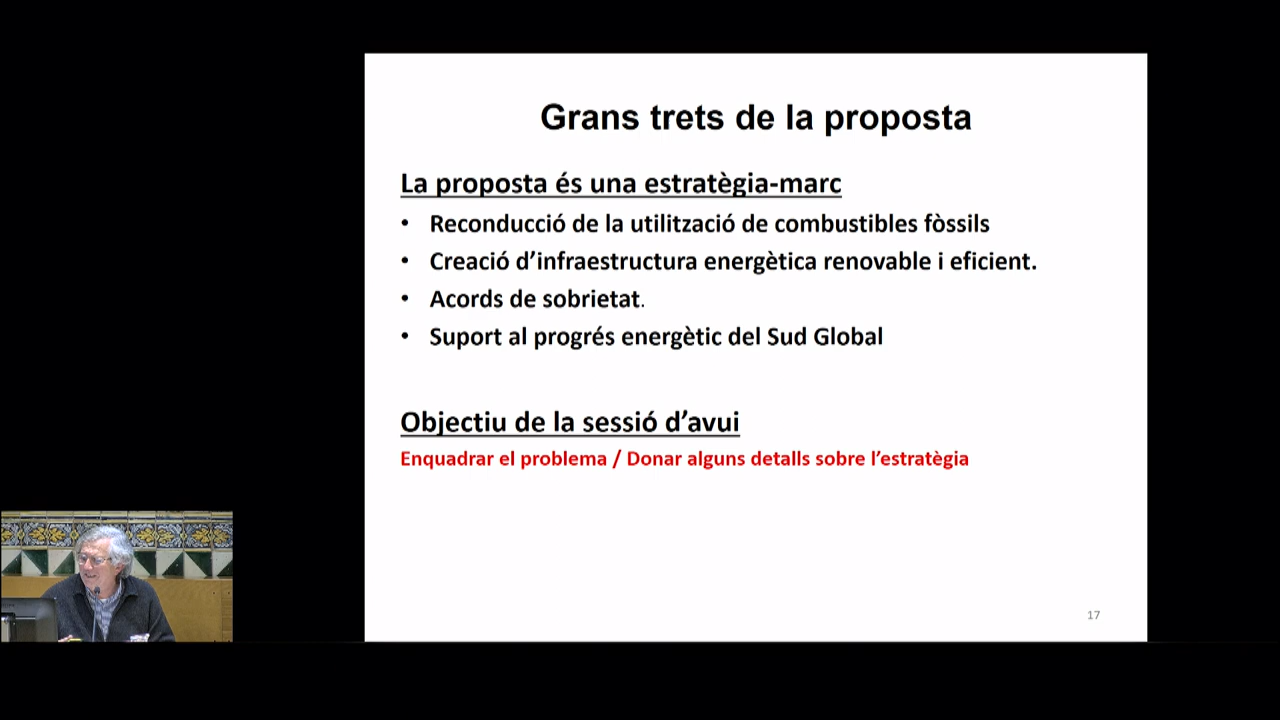 Grans trets de la proposta
La proposta és una estratègia-marc
• Reconducció de la utilització de combustibles fòssils
• Creació d’infraestructura energètica renovable i eficient.
• Acords de sobrietat.
• Suport al progrés energètic del Sud Global
Objectiu de la sessió d’avui
Enquadrar el problema / Donar alguns detalls sobre l’estratègia
17